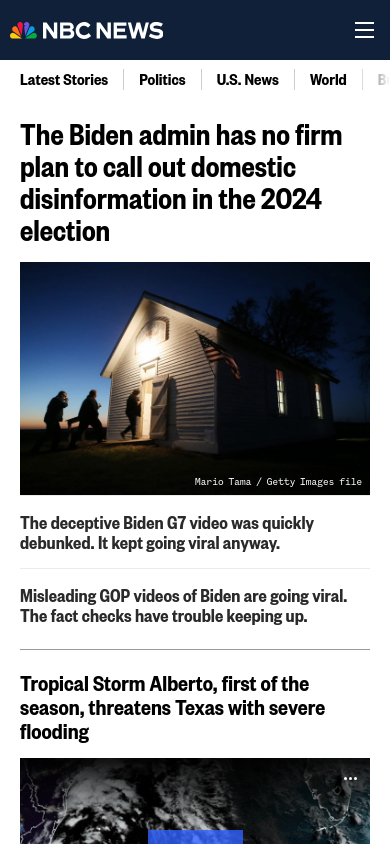 NBC NEWS
Latest Stories
Politics
U.S. News
World
The Biden admin has no firm
plan to call out domestic
disinformation in the 2024
election
Mario Tama / Getty Images file
The deceptive Biden G7 video was quickly
debunked. It kept going viral anyway.
Misleading GOP videos of Biden are going viral.
The fact checks have trouble keeping up.
Tropical Storm Alberto, first of the
season, threatens Texas with severe
flooding